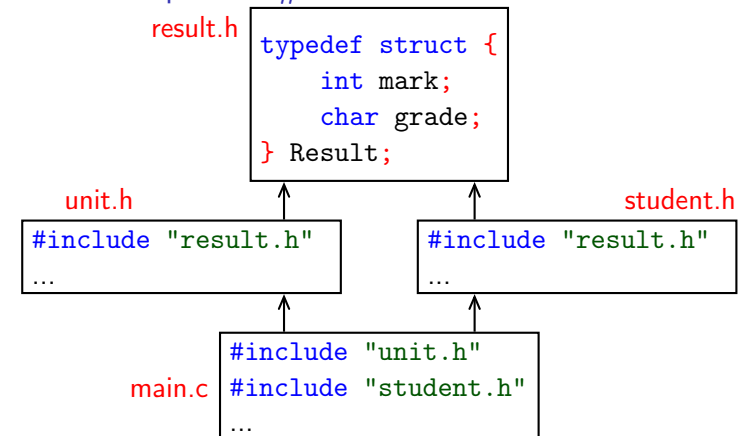 result.h
typedef struct {
int mark;
char grade;
} Result;
unit.h
student.h
#include "result.h"
...
#include "result.h"
...
main.c
#include "unit.h"
#include "student.h"
...